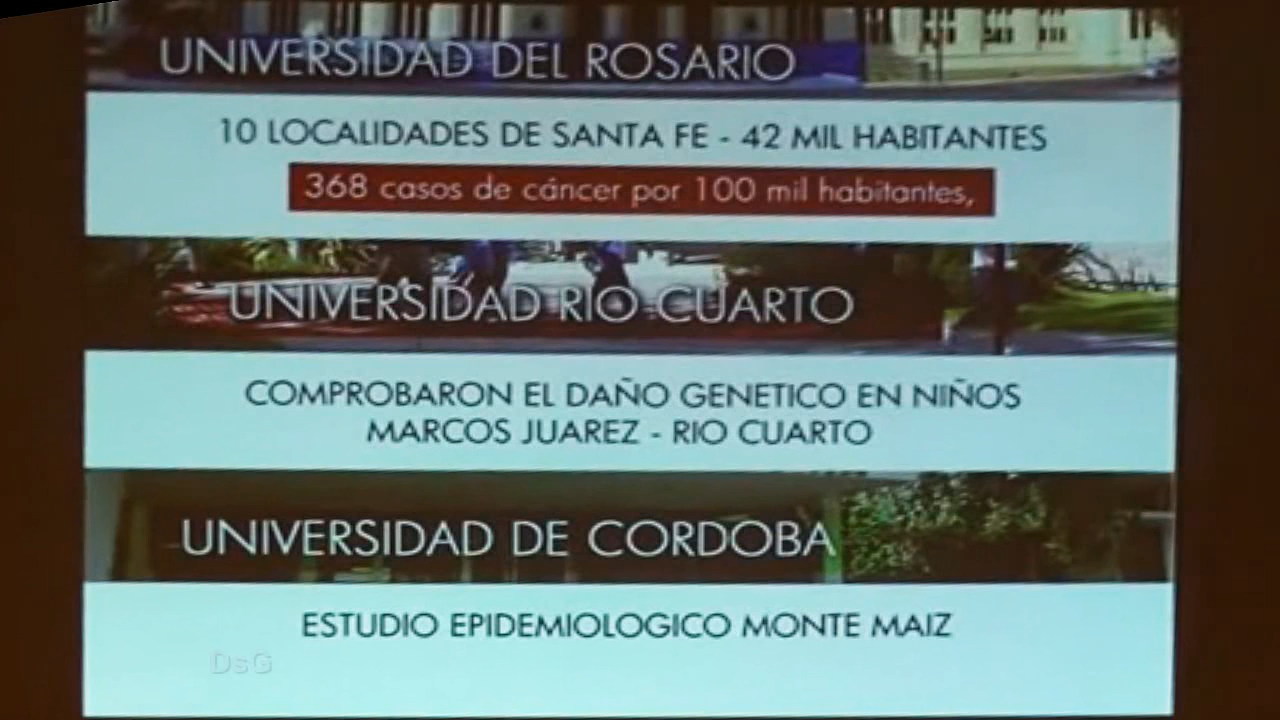 UNIVERSIDAD DEL ROSARIO
10 LOCALIDADES DE SANTA FE - 42 MIL HABITANTES
368 casos de cáncer por 100 mil habitantes,
UNIVERSIDAD RIO CUARTO
COMPROBARON EL DAÑO GENETICO EN NIÑOS
MARCOS JUAREZ - RIO CUARTO
UNIVERSIDAD DE CORDOBA
ESTUDIO EPIDEMIOLOGICO MONTE MAIZ
DsG